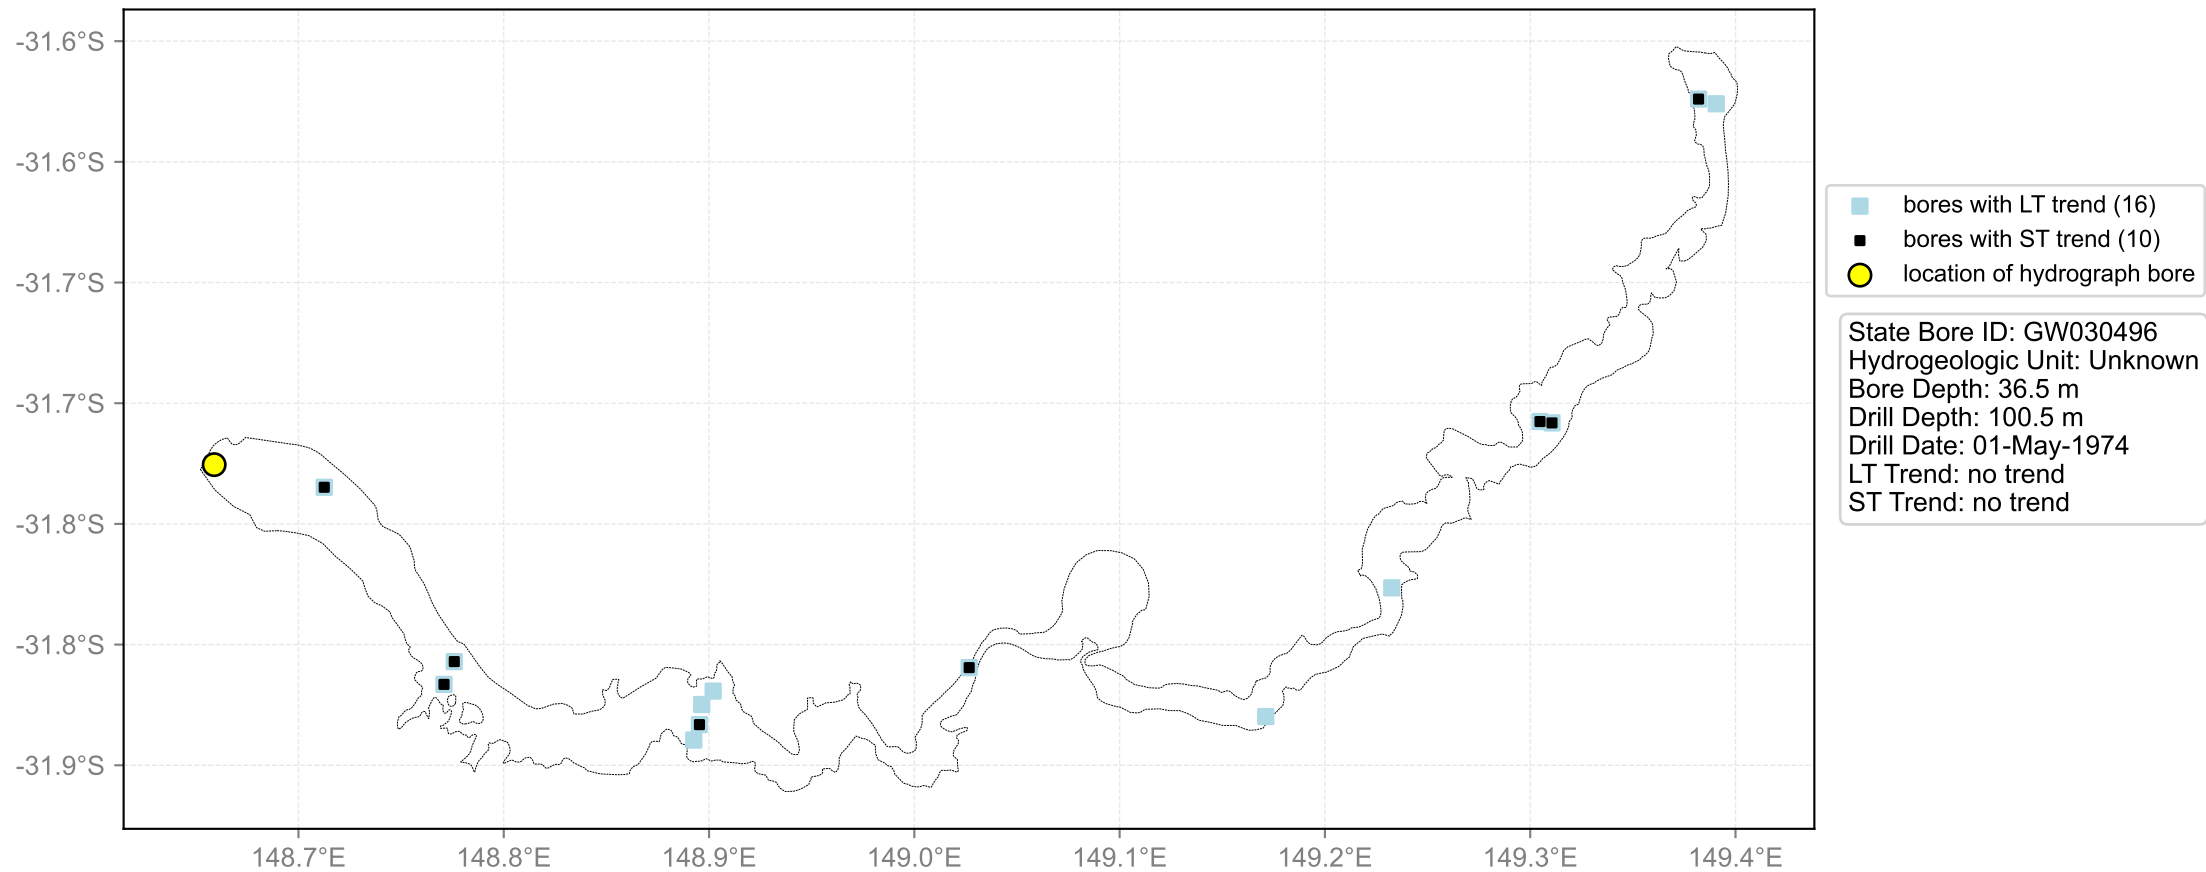 -31.6°S
-31.6°S
-31.7°S
-31.7°S
-31.8°S
-31.8°S
-31.9°S
148.7°E
148.8°E
148.9°E
149.0°E
149.1°E
149.2°E
149.3°E
149.4°E
bores with LT trend (16)
bores with ST trend (10)
location of hydrograph bore
State Bore ID: GW030496
Hydrogeologic Unit: Unknown
Bore Depth: 36.5 m
Drill Depth: 100.5 m
Drill Date: 01-May-1974
LT Trend: no trend
ST Trend: no trend